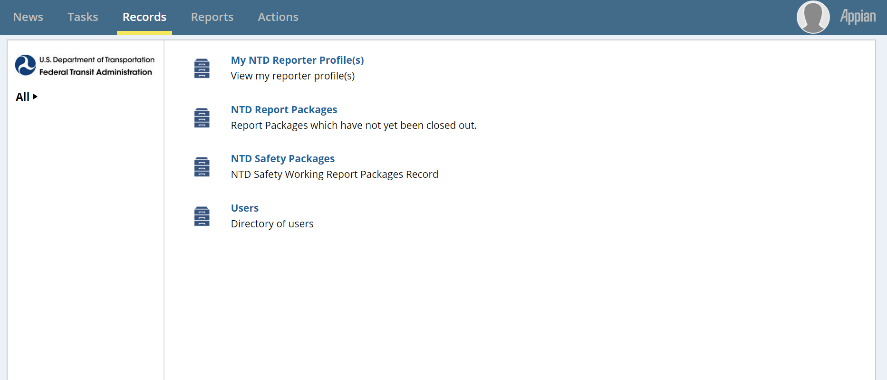 News Tasks Records Reports Actions Appian
U.S. Department of Transportation
Federal Transit Administration
All
My NTD Reporter Profile(s)
View my reporter profile(s)
NTD Report Packages
Report Packages which have not yet been closed out.
NTD Safety Packages
NTD Safety Working Report Packages Record
Users
Directory of users